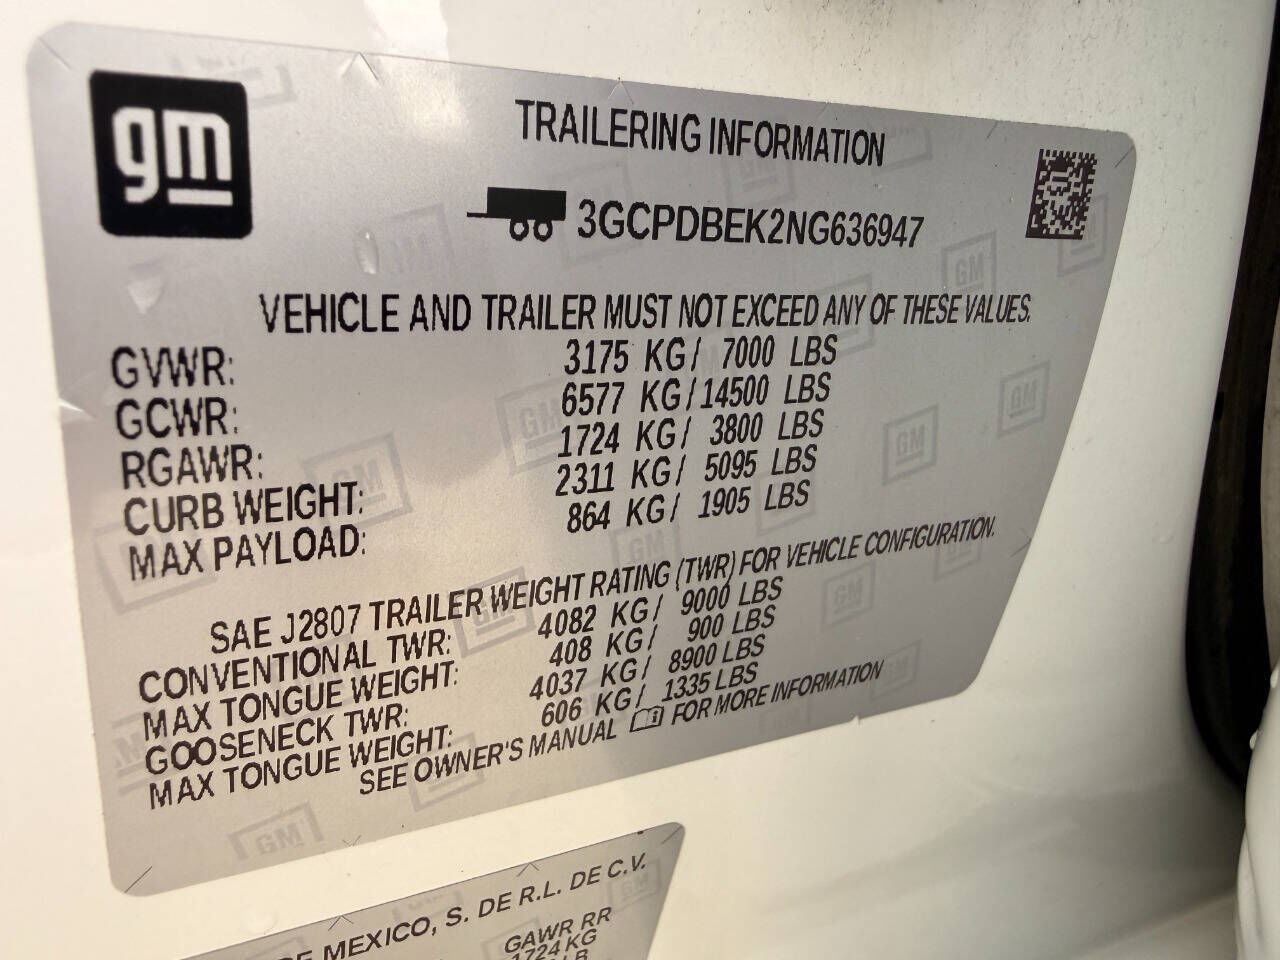 gm
TRAILERING INFORMATION
3GCPDBEK2NG636947
VEHICLE AND TRAILER MUST NOT EXCEED ANY OF THESE VALUES.
GVWR: 3175 KG/ 7000 LBS
GCWR: 6577 KG/14500 LBS
RGAWR: 1724 KG/ 3800 LBS
CURB WEIGHT: 2311 KG/ 5095 LBS
MAX PAYLOAD: 864 KG/ 1905 LBS
SAE J2807 TRAILER WEIGHT RATING (TWR) FOR VEHICLE CONFIGURATION.
CONVENTIONAL TWR: 4082 KG/ 9000 LBS
MAX TONGUE WEIGHT: 408 KG/ 900 LBS
GOOSENECK TWR: 4037 KG/ 8900 LBS
MAX TONGUE WEIGHT: 606 KG/ 1335 LBS
SEE OWNER'S MANUAL FOR MORE INFORMATION
DE MEXICO, S. DE R.L. DE C.V.
GAWR RR
1724 KG
LB